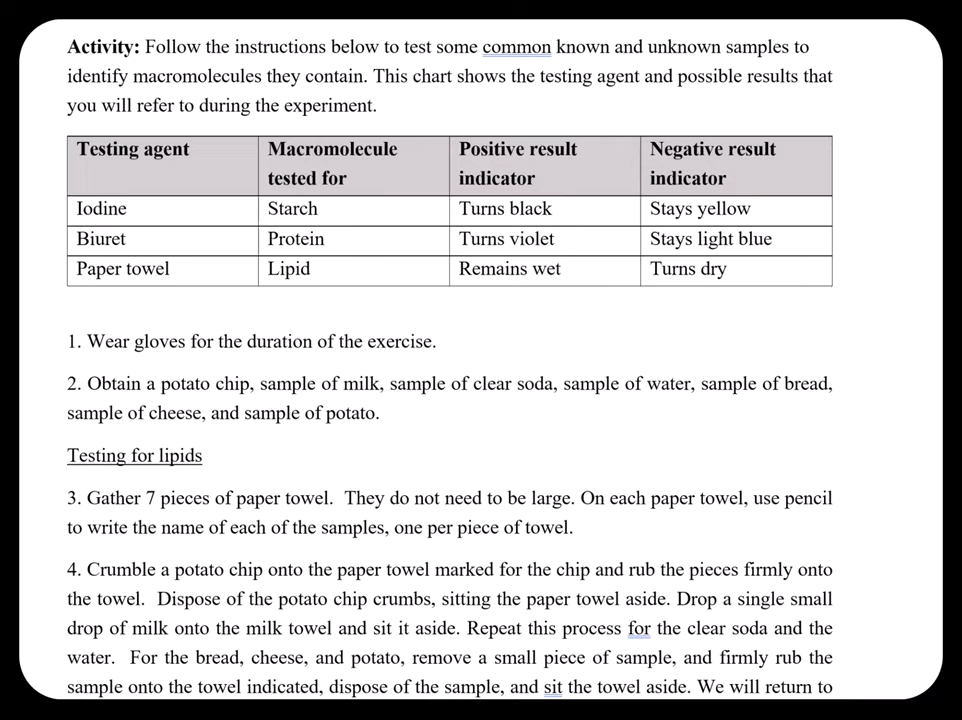 Activity: Follow the instructions below to test some common known and unknown samples to
identify macromolecules they contain. This chart shows the testing agent and possible results that
you will refer to during the experiment.
Testing agent Macromolecule tested for Positive result indicator Negative result indicator
Iodine Starch Turns black Stays yellow
Biuret Protein Turns violet Stays light blue
Paper towel Lipid Remains wet Turns dry
1. Wear gloves for the duration of the exercise.
2. Obtain a potato chip, sample of milk, sample of clear soda, sample of water, sample of bread,
sample of cheese, and sample of potato.
Testing for lipids
3. Gather 7 pieces of paper towel. They do not need to be large. On each paper towel, use pencil
to write the name of each of the samples, one per piece of towel.
4. Crumble a potato chip onto the paper towel marked for the chip and rub the pieces firmly onto
the towel. Dispose of the potato chip crumbs, sitting the paper towel aside. Drop a single small
drop of milk onto the milk towel and sit it aside. Repeat this process for the clear soda and the
water. For the bread, cheese, and potato, remove a small piece of sample, and firmly rub the
sample onto the towel indicated, dispose of the sample, and sit the towel aside. We will return to